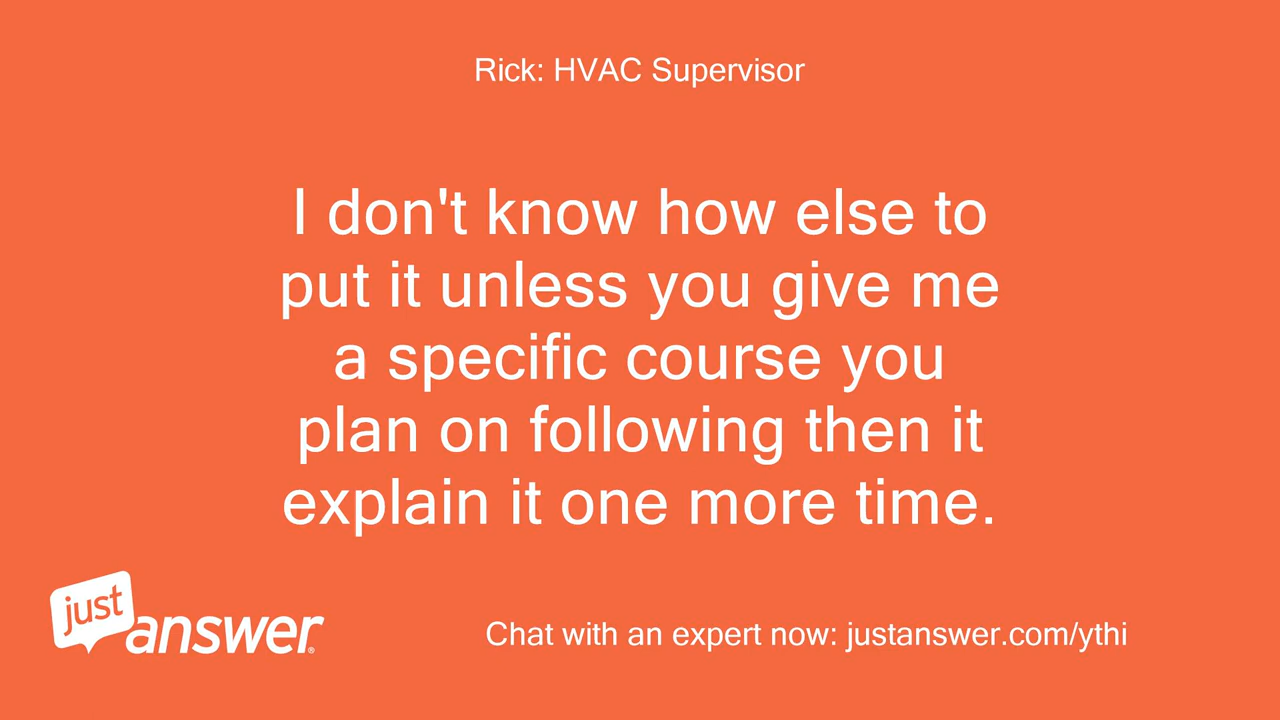 Rick: HVAC Supervisor
I don't know how else to
put it unless you give me
a specific course you
plan on following then it
explain it one more time.
just
answer®
Chat with an expert now: justanswer.com/ythi